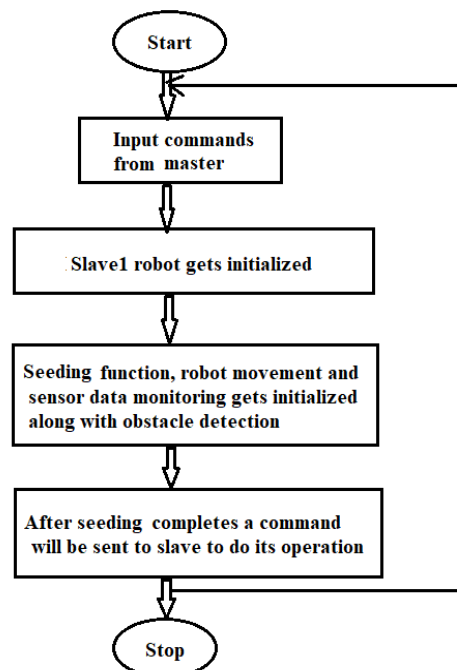 Start
Input commands
from master
Slave1 robot gets initialized
Seeding function, robot movement and
sensor data monitoring gets initialized
along with obstacle detection
After seeding completes a command
will be sent to slave to do its operation
Stop